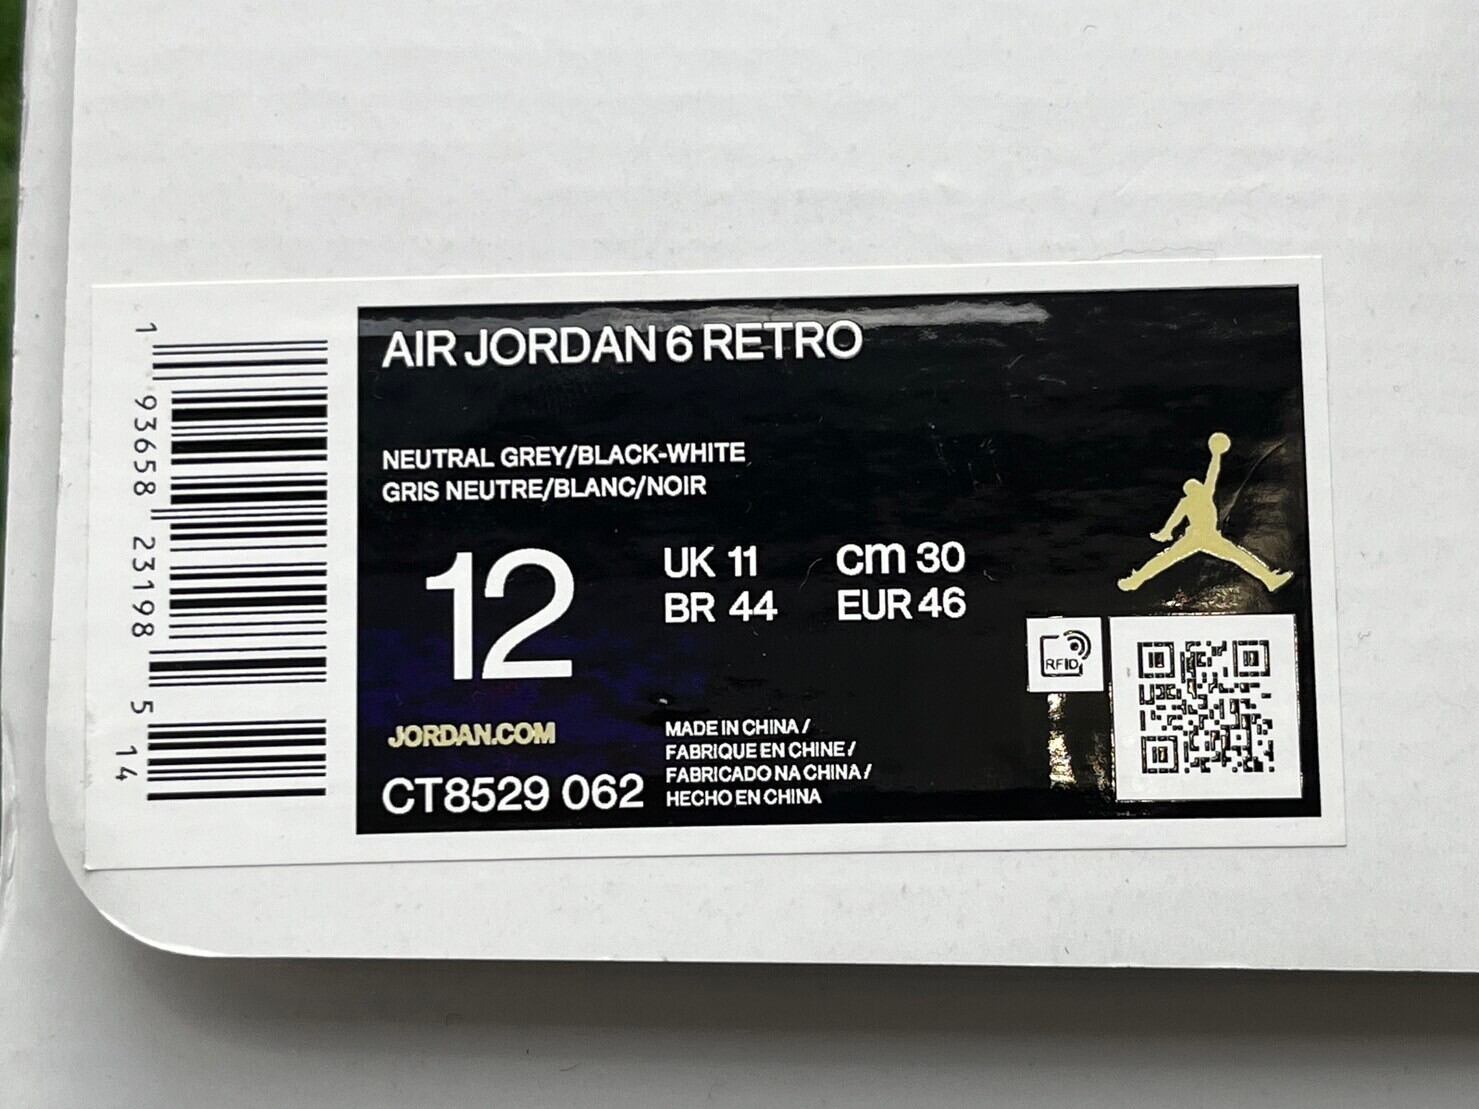 1 93658 23198 5 14
AIR JORDAN 6 RETRO
NEUTRAL GREY/BLACK-WHITE
GRIS NEUTRE/BLANC/NOIR
12
UK 11 cm 30
BR 44 EUR 46
RFID
JORDAN.COM
CT8529 062
MADE IN CHINA /
FABRIQUE EN CHINE /
FABRICADO NA CHINA /
HECHO EN CHINA